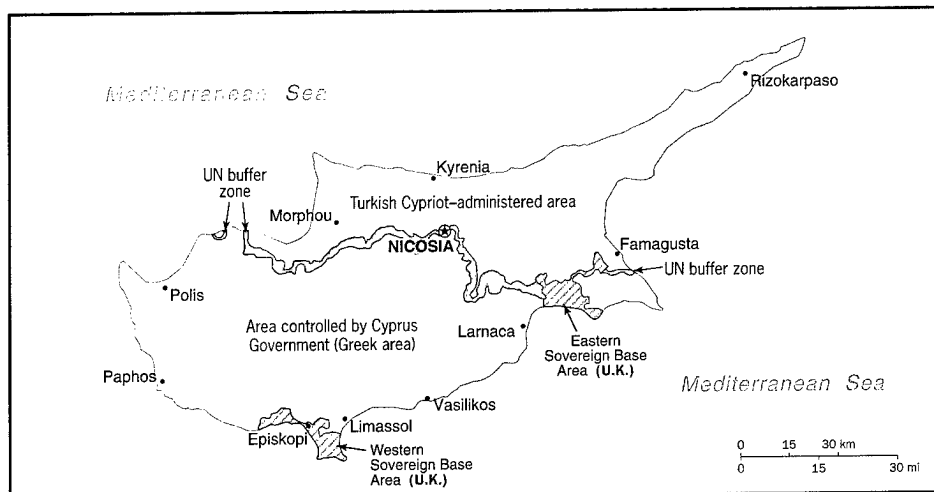 Mediterranean Sea
Rizokarpaso
UN buffer
zone
Kyrenia
Turkish Cypriot–administered area
Morphou
NICOSIA
Famagusta
UN buffer zone
Polis
Area controlled by Cyprus
Government (Greek area)
Larnaca
Eastern
Sovereign Base
Area (U.K.)
Paphos
Mediterranean Sea
Vasilikos
Limassol
Episkopi
Western
Sovereign Base
Area (U.K.)
0 15 30 km
0 15 30 mi